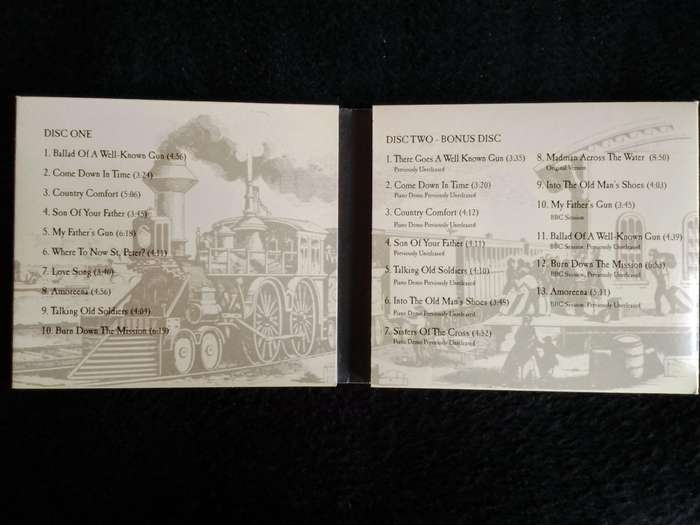 DISC ONE
1. Ballad Of A Well-Known Gun (4:56)
2. Come Down In Time (3:24)
3. Country Comfort (5:06)
4. Son Of Your Father (3:45)
5. My Father's Gun (6:18)
6. Where To Now St. Peter? (4:11)
7. Love Song (3:40)
8. Amoreena (4:56)
9. Talking Old Soldiers (4:04)
10. Burn Down The Mission (6:19)
DISC TWO - BONUS DISC
1. There Goes A Well Known Gun (3:35)
Previously Unreleased
2. Come Down In Time (3:20)
Piano Demo Previously Unreleased
3. Country Comfort (4:12)
Piano Demo Previously Unreleased
4. Son Of Your Father (4:11)
Previously Unreleased
5. Talking Old Soldiers (4:10)
Piano Demo Previously Unreleased
6. Into The Old Man's Shoes (3:49)
Piano Demo Previously Unreleased
7. Sisters Of The Cross (4:32)
Piano Demo Previously Unreleased
8. Madman Across The Water (8:50)
Original Version
9. Into The Old Man's Shoes (4:03)
10. My Father's Gun (3:45)
BBC Session
11. Ballad Of A Well-Known Gun (4:39)
BBC Session, Previously Unreleased
12. Burn Down The Mission (6:33)
BBC Session, Previously Unreleased
13. Amoreena (5:11)
BBC Session, Previously Unreleased